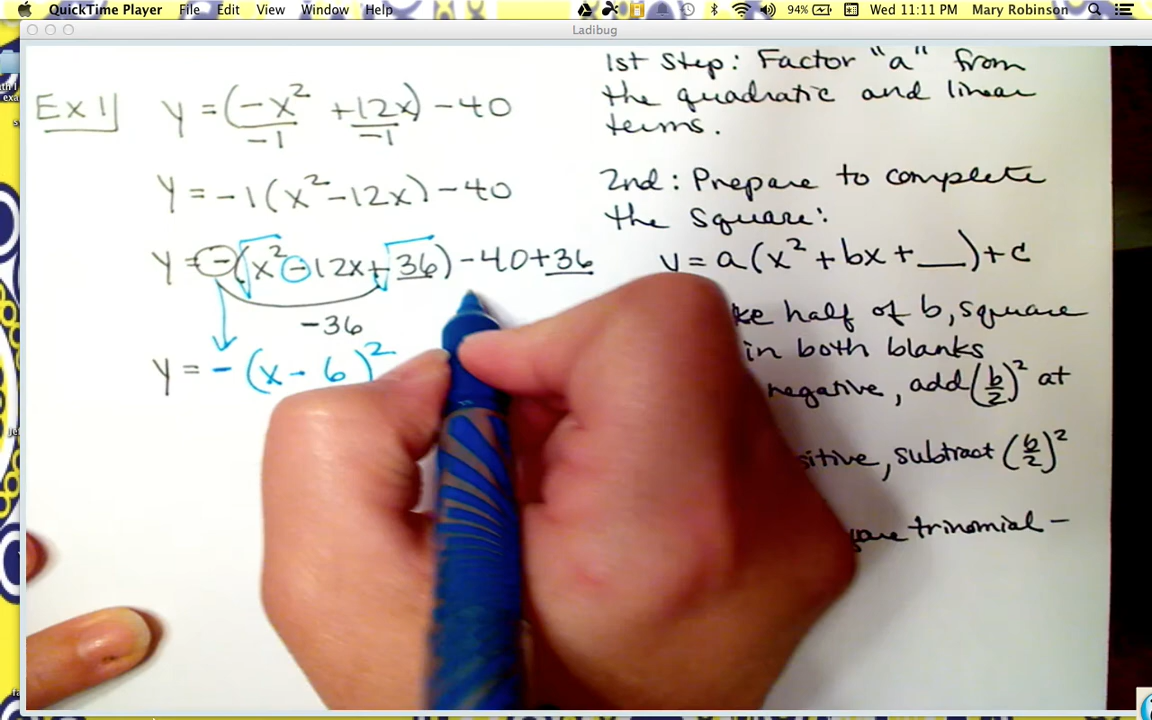 QuickTime Player File Edit View Window Help 94% Wed 11:11 PM Mary Robinson
Ladibug
Ex 1
y = (-x² + 12x) - 40
-1 -1
y = -1(x² - 12x) - 40
y = -(x² - 12x + 36) - 40 + 36
-36
y = -(x - 6)²
1st Step: Factor "a" from
the quadratic and linear
terms.
2nd: Prepare to complete
the square:
y = a(x² + bx + __) + c
ke half of b, square
in both blanks
negative, add (b/2)² at
sitive, subtract (b/2)²
uare trinomial -